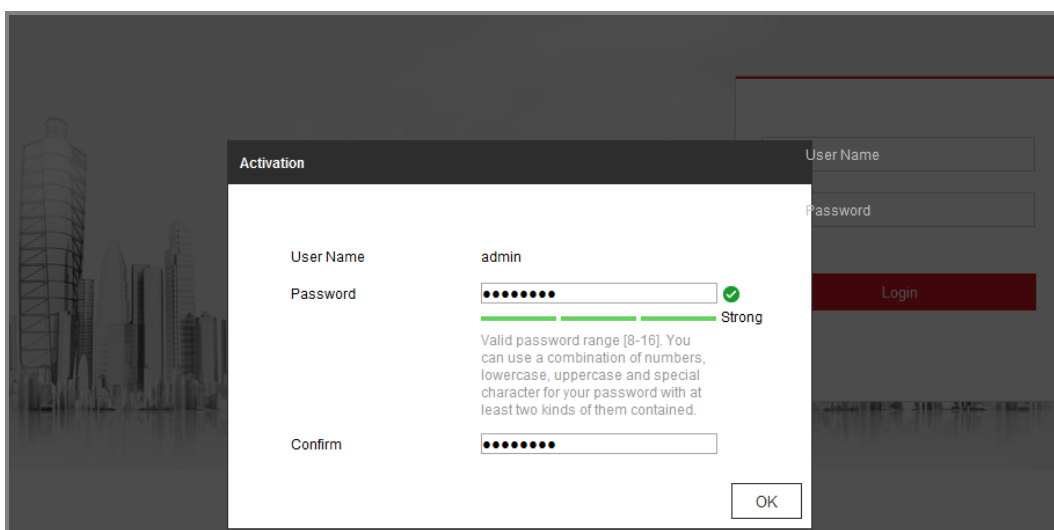 Activation
User Name
Password
Login
User Name admin
Password ●●●●●●●●
Strong
Valid password range [8-16]. You
can use a combination of numbers,
lowercase, uppercase and special
character for your password with at
least two kinds of them contained.
Confirm ●●●●●●●●
OK